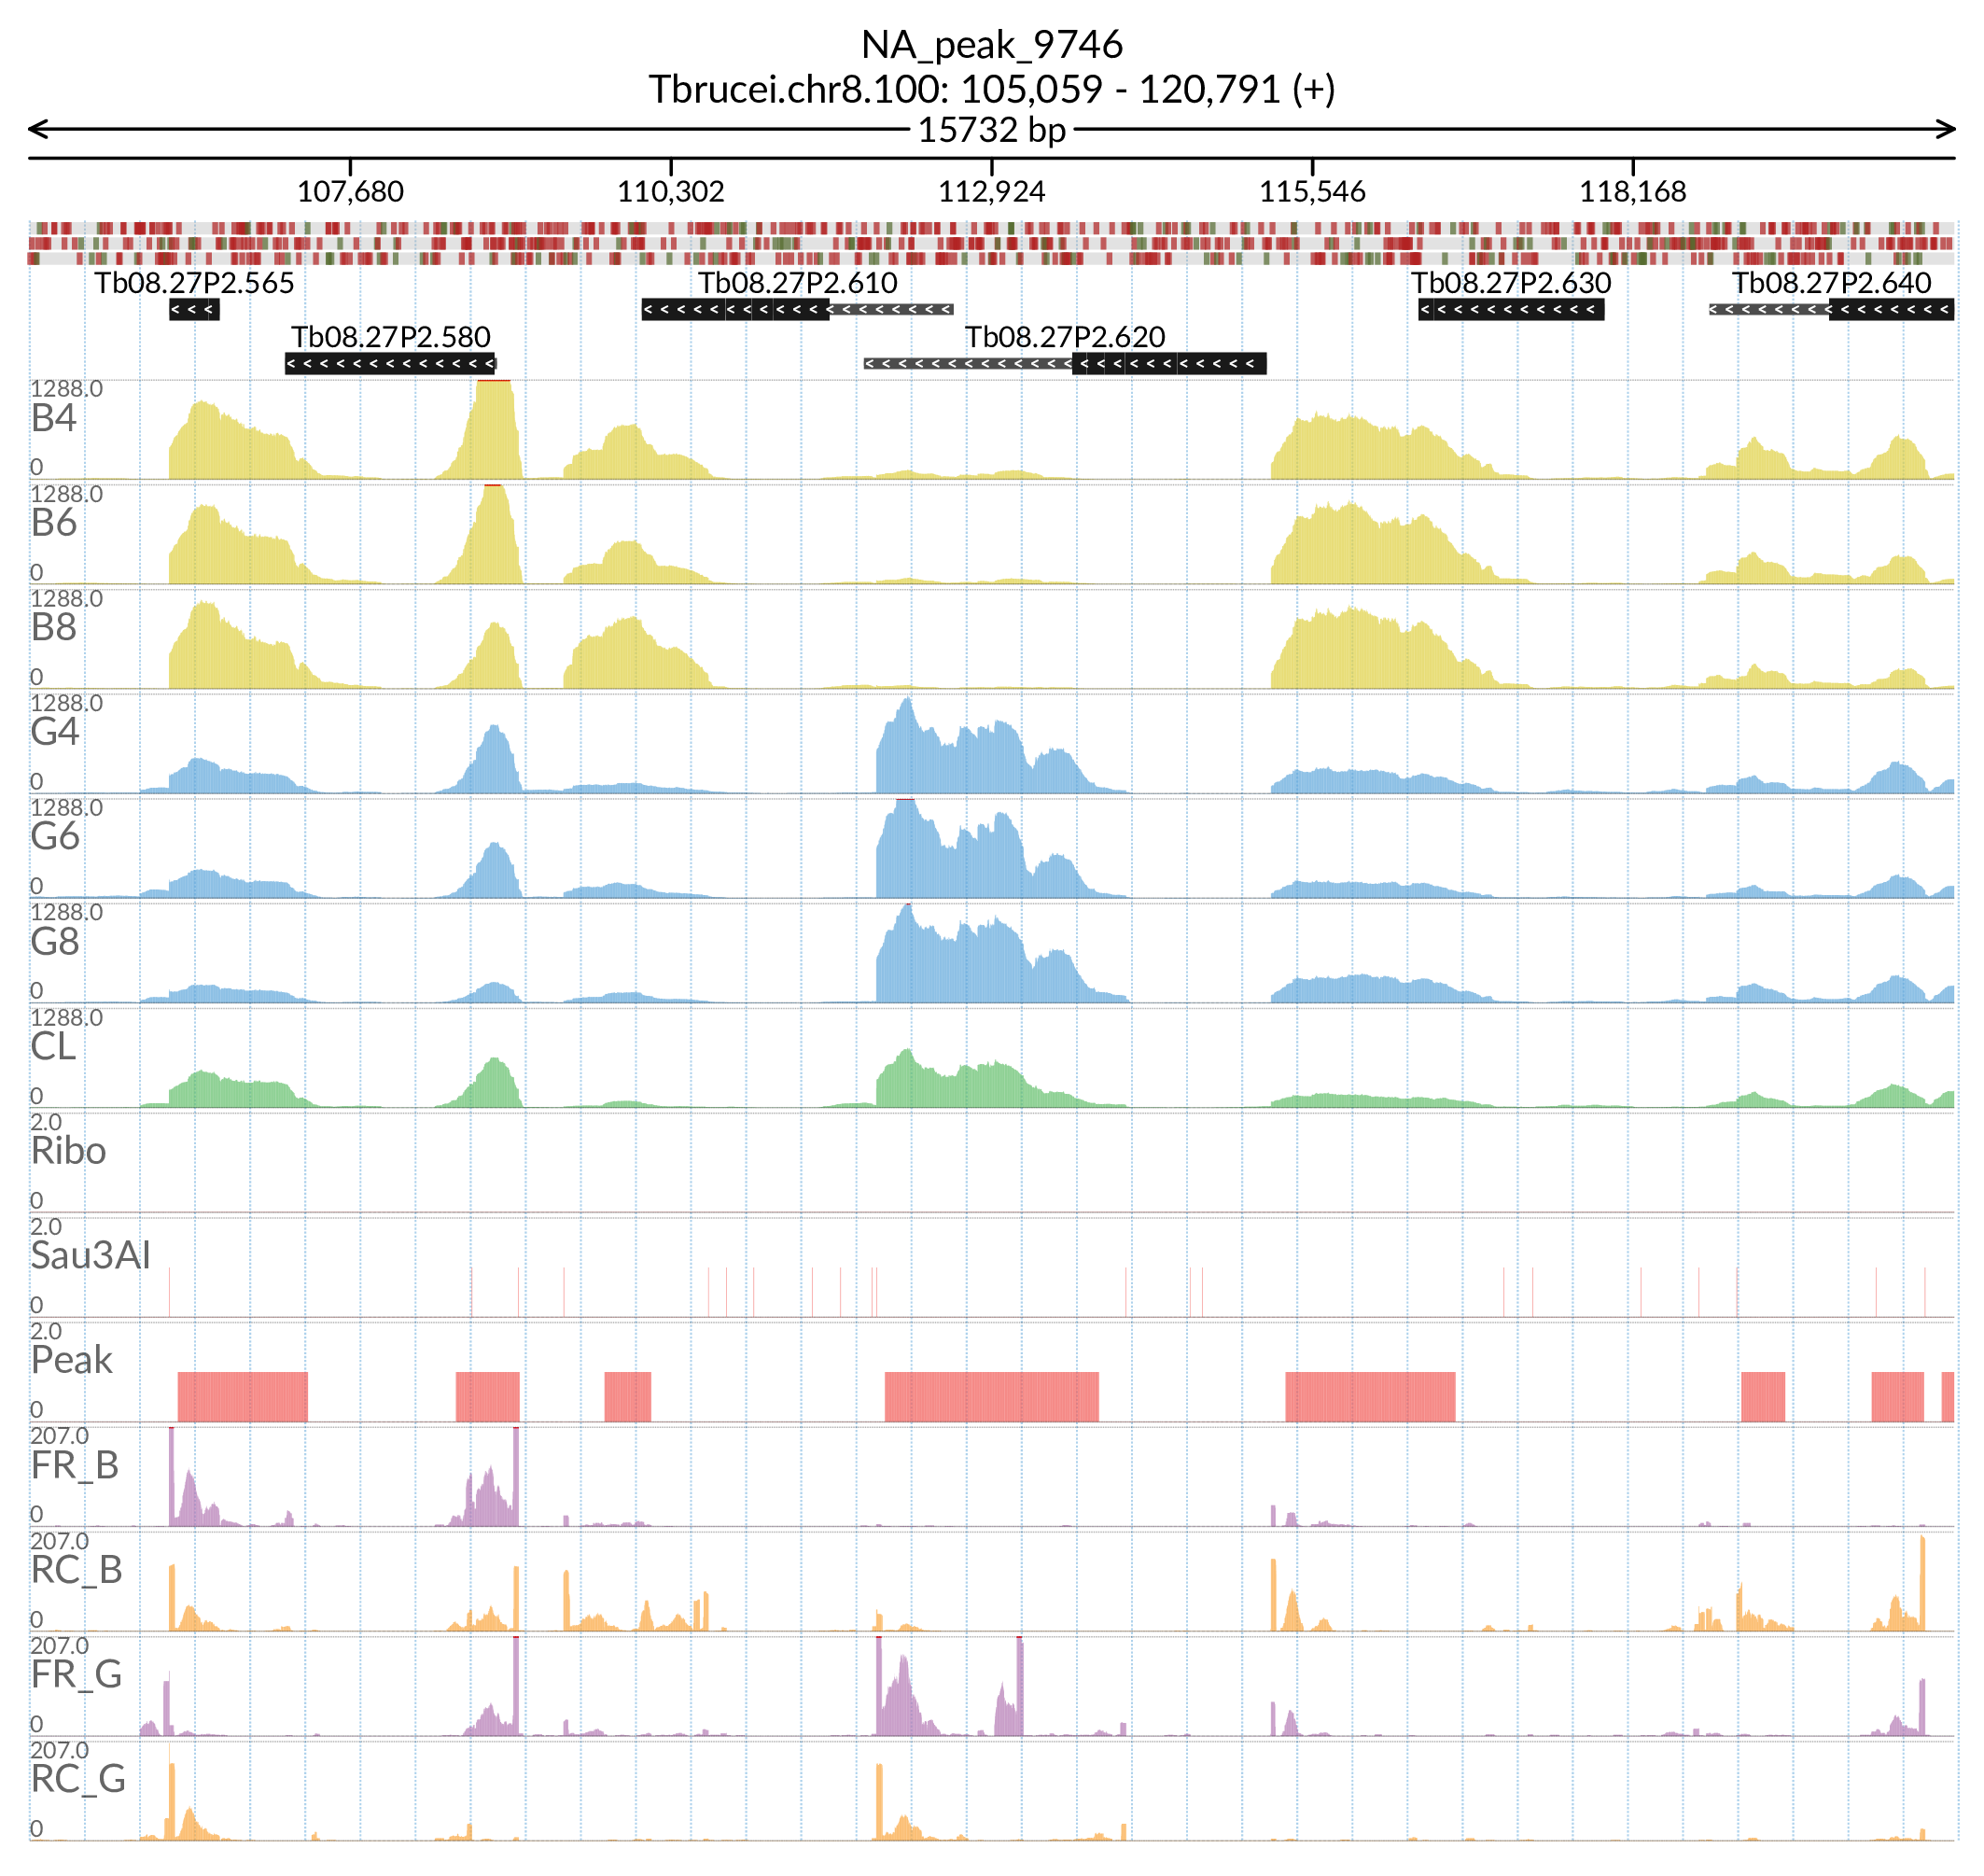 NA_peak_9746
Tbrucei.chr8.100: 105,059 - 120,791 (+)
15732 bp
107,680 110,302 112,924 115,546 118,168
Tb08.27P2.565 Tb08.27P2.610 Tb08.27P2.630 Tb08.27P2.640
Tb08.27P2.580 Tb08.27P2.620
1288.0
B4
0
1288.0
B6
0
1288.0
B8
0
1288.0
G4
0
1288.0
G6
0
1288.0
G8
0
1288.0
CL
0
2.0
Ribo
0
2.0
Sau3AI
0
2.0
Peak
0
207.0
FR_B
0
207.0
RC_B
0
207.0
FR_G
0
207.0
RC_G
0